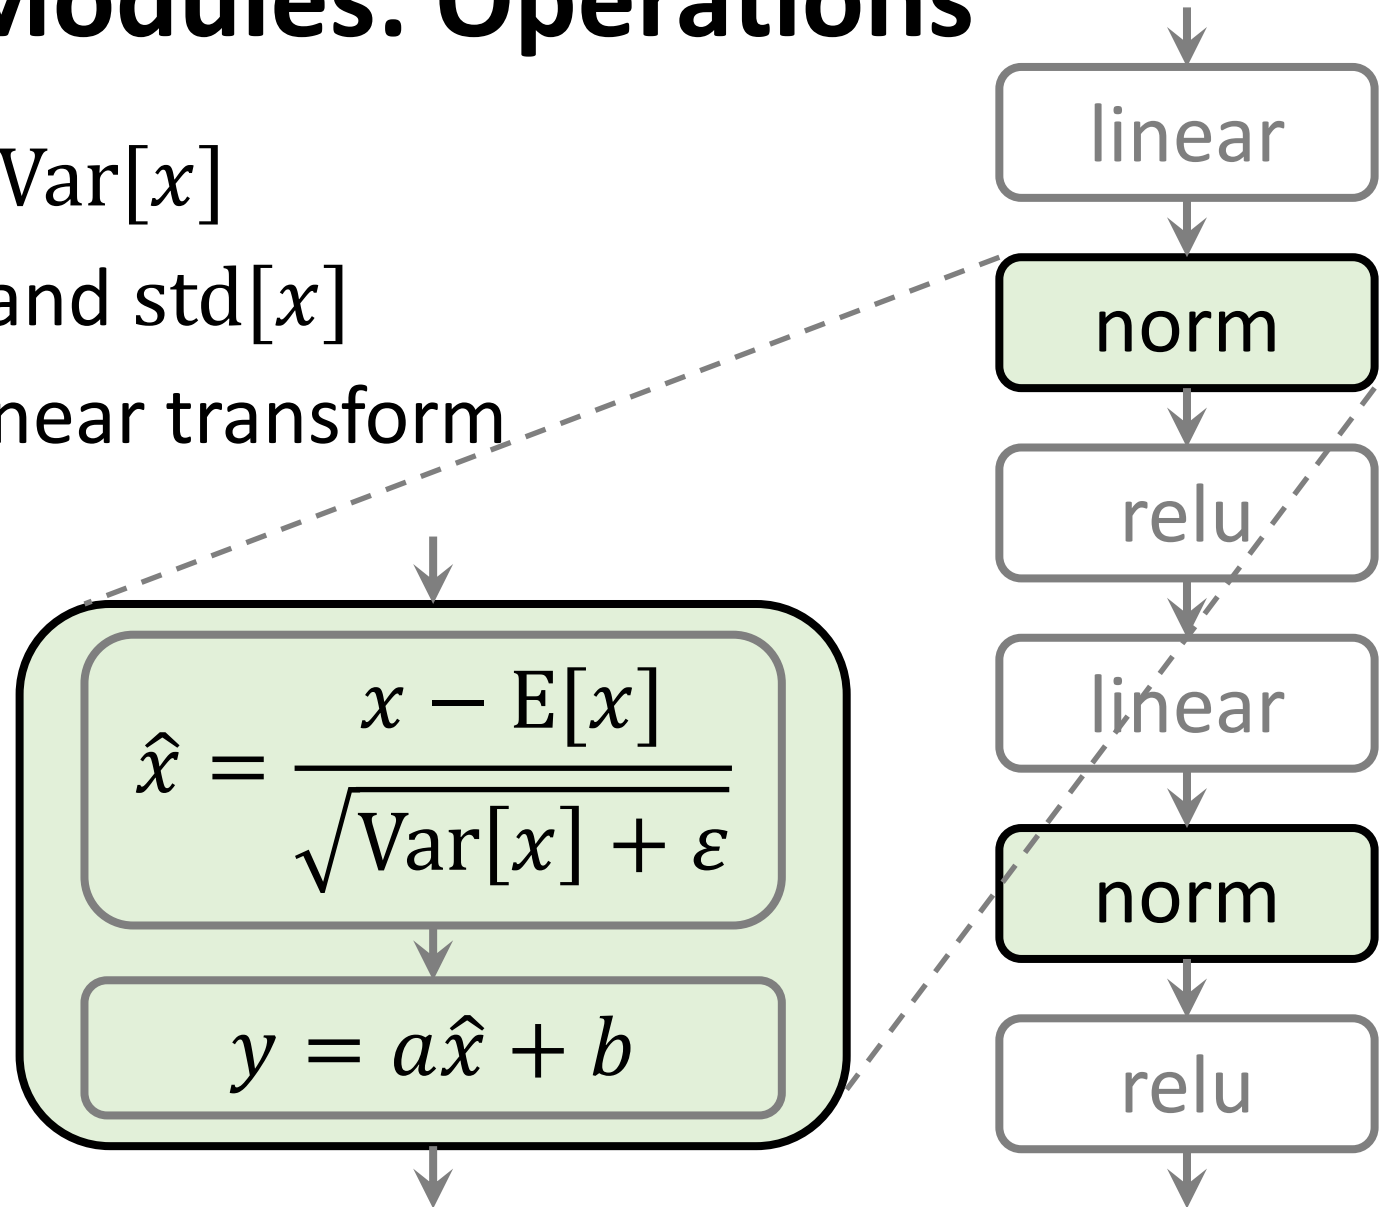 Modules: Operations
Var[x]
and std[x]
near transform
x̂ = (x − E[x]) / √(Var[x] + ε)
y = ax̂ + b
linear
norm
relu
linear
norm
relu